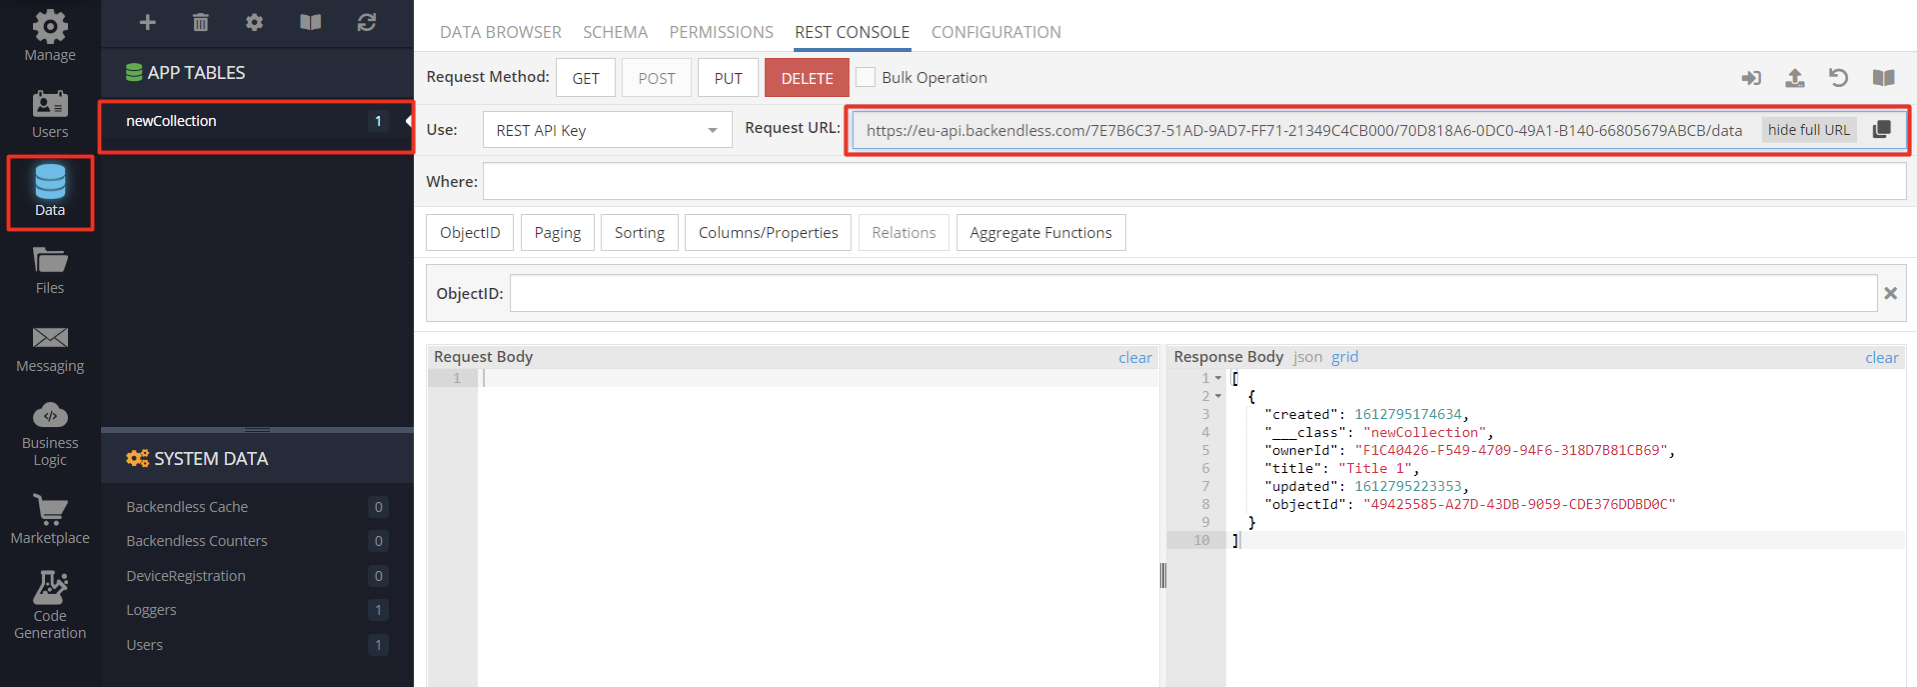 Manage
Users
Data
Files
Messaging
Business
Logic
Marketplace
Code
Generation
APP TABLES
newCollection 1
SYSTEM DATA
Backendless Cache 0
Backendless Counters 0
DeviceRegistration 0
Loggers 1
Users 1
DATA BROWSER SCHEMA PERMISSIONS REST CONSOLE CONFIGURATION
Request Method: GET POST PUT DELETE Bulk Operation
Use: REST API Key Request URL: https://eu-api.backendless.com/7E7B6C37-51AD-9AD7-FF71-21349C4CB000/70D818A6-0DC0-49A1-B140-66805679ABCB/data hide full URL
Where:
ObjectID Paging Sorting Columns/Properties Relations Aggregate Functions
ObjectID:
Request Body clear
1
Response Body json grid clear
1 [
2 {
3 "created": 1612795174634,
4 "___class": "newCollection",
5 "ownerId": "F1C40426-F549-4709-94F6-318D7B81CB69",
6 "title": "Title 1",
7 "updated": 1612795223353,
8 "objectId": "49425585-A27D-43DB-9059-CDE376DDBD0C"
9 }
10 ]